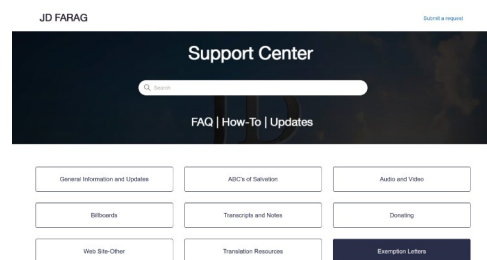 JD FARAG
Submit a request
Support Center
Search
FAQ | How-To | Updates
General Information and Updates
ABC's of Salvation
Audio and Video
Billboards
Transcripts and Notes
Donating
Web Site-Other
Translation Resources
Exemption Letters